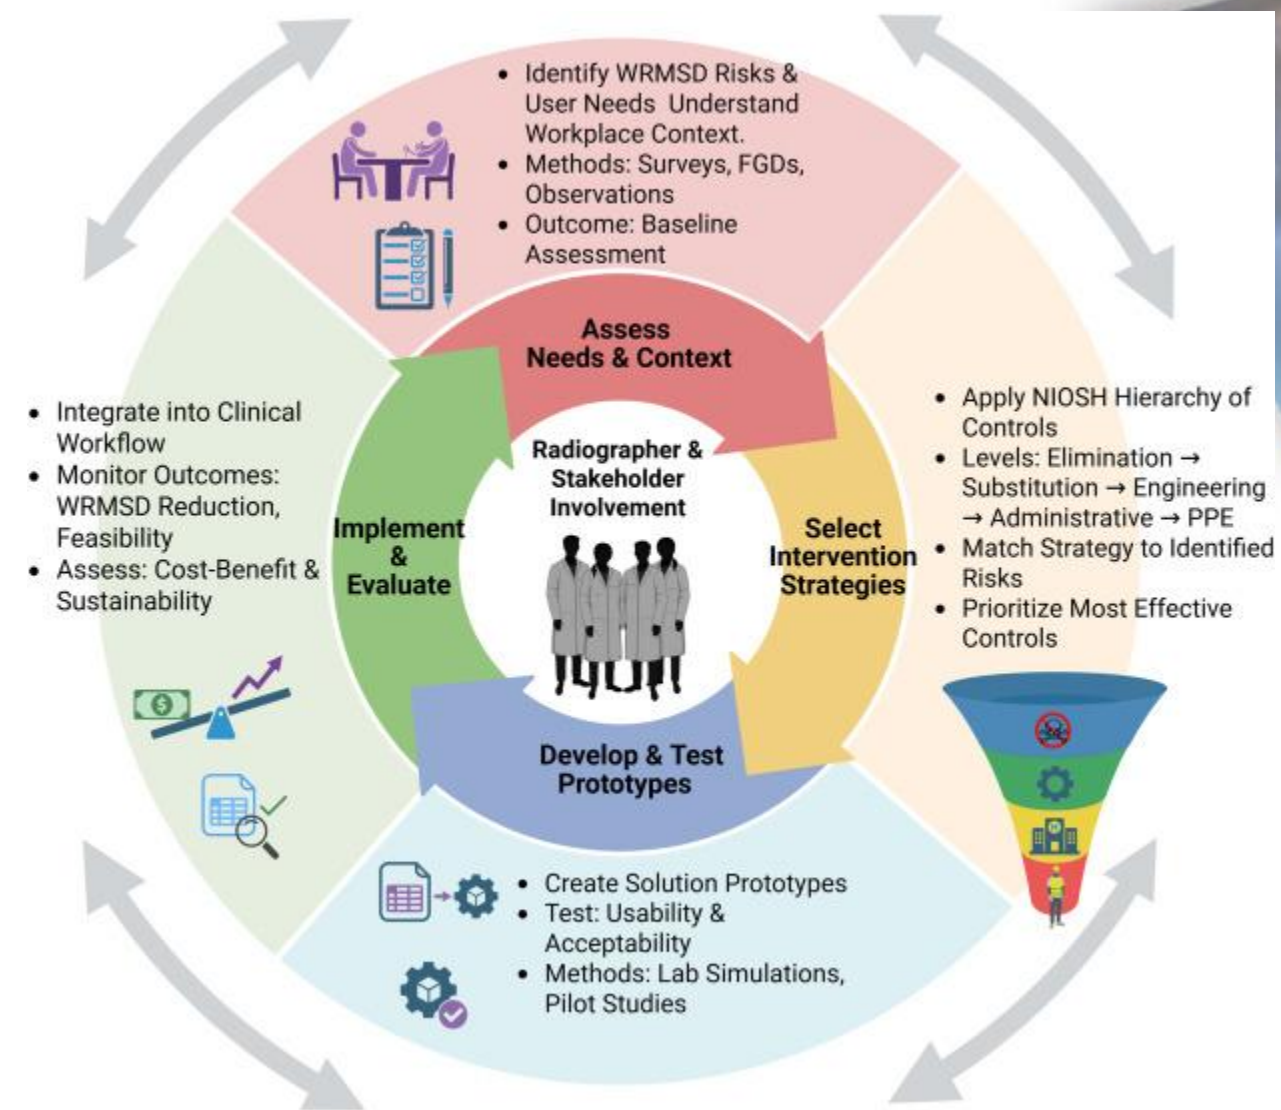 • Identify WRMSD Risks &
User Needs  Understand
Workplace Context.
• Methods: Surveys, FGDs,
Observations
• Outcome: Baseline
Assessment
Assess
Needs & Context
• Apply NIOSH Hierarchy of
Controls
• Levels: Elimination →
Substitution → Engineering
→ Administrative → PPE
• Match Strategy to Identified
Risks
• Prioritize Most Effective
Controls
Select
Intervention
Strategies
• Create Solution Prototypes
• Test: Usability &
Acceptability
• Methods: Lab Simulations,
Pilot Studies
Develop & Test
Prototypes
• Integrate into Clinical
Workflow
• Monitor Outcomes:
WRMSD Reduction,
Feasibility
• Assess: Cost-Benefit &
Sustainability
Implement
&
Evaluate
Radiographer &
Stakeholder
Involvement
$